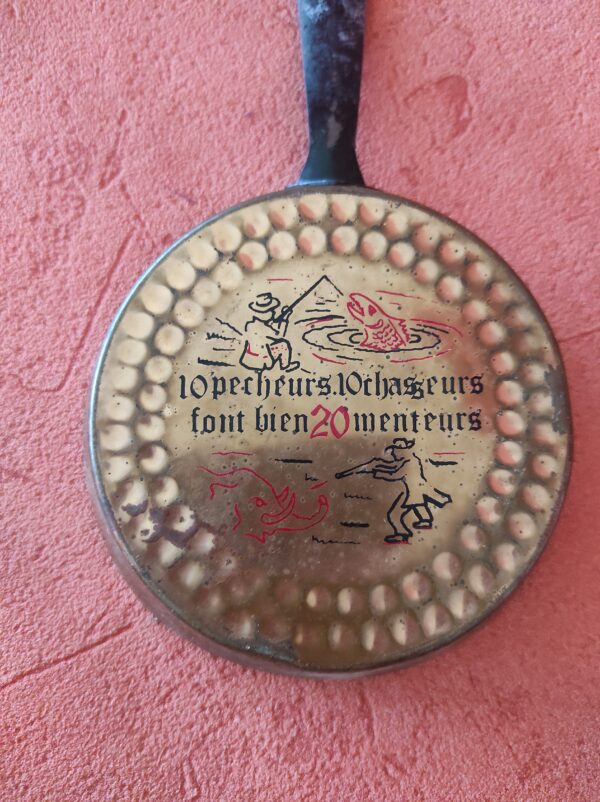 10 pecheurs. 10 chasseurs
font bien 20 menteurs